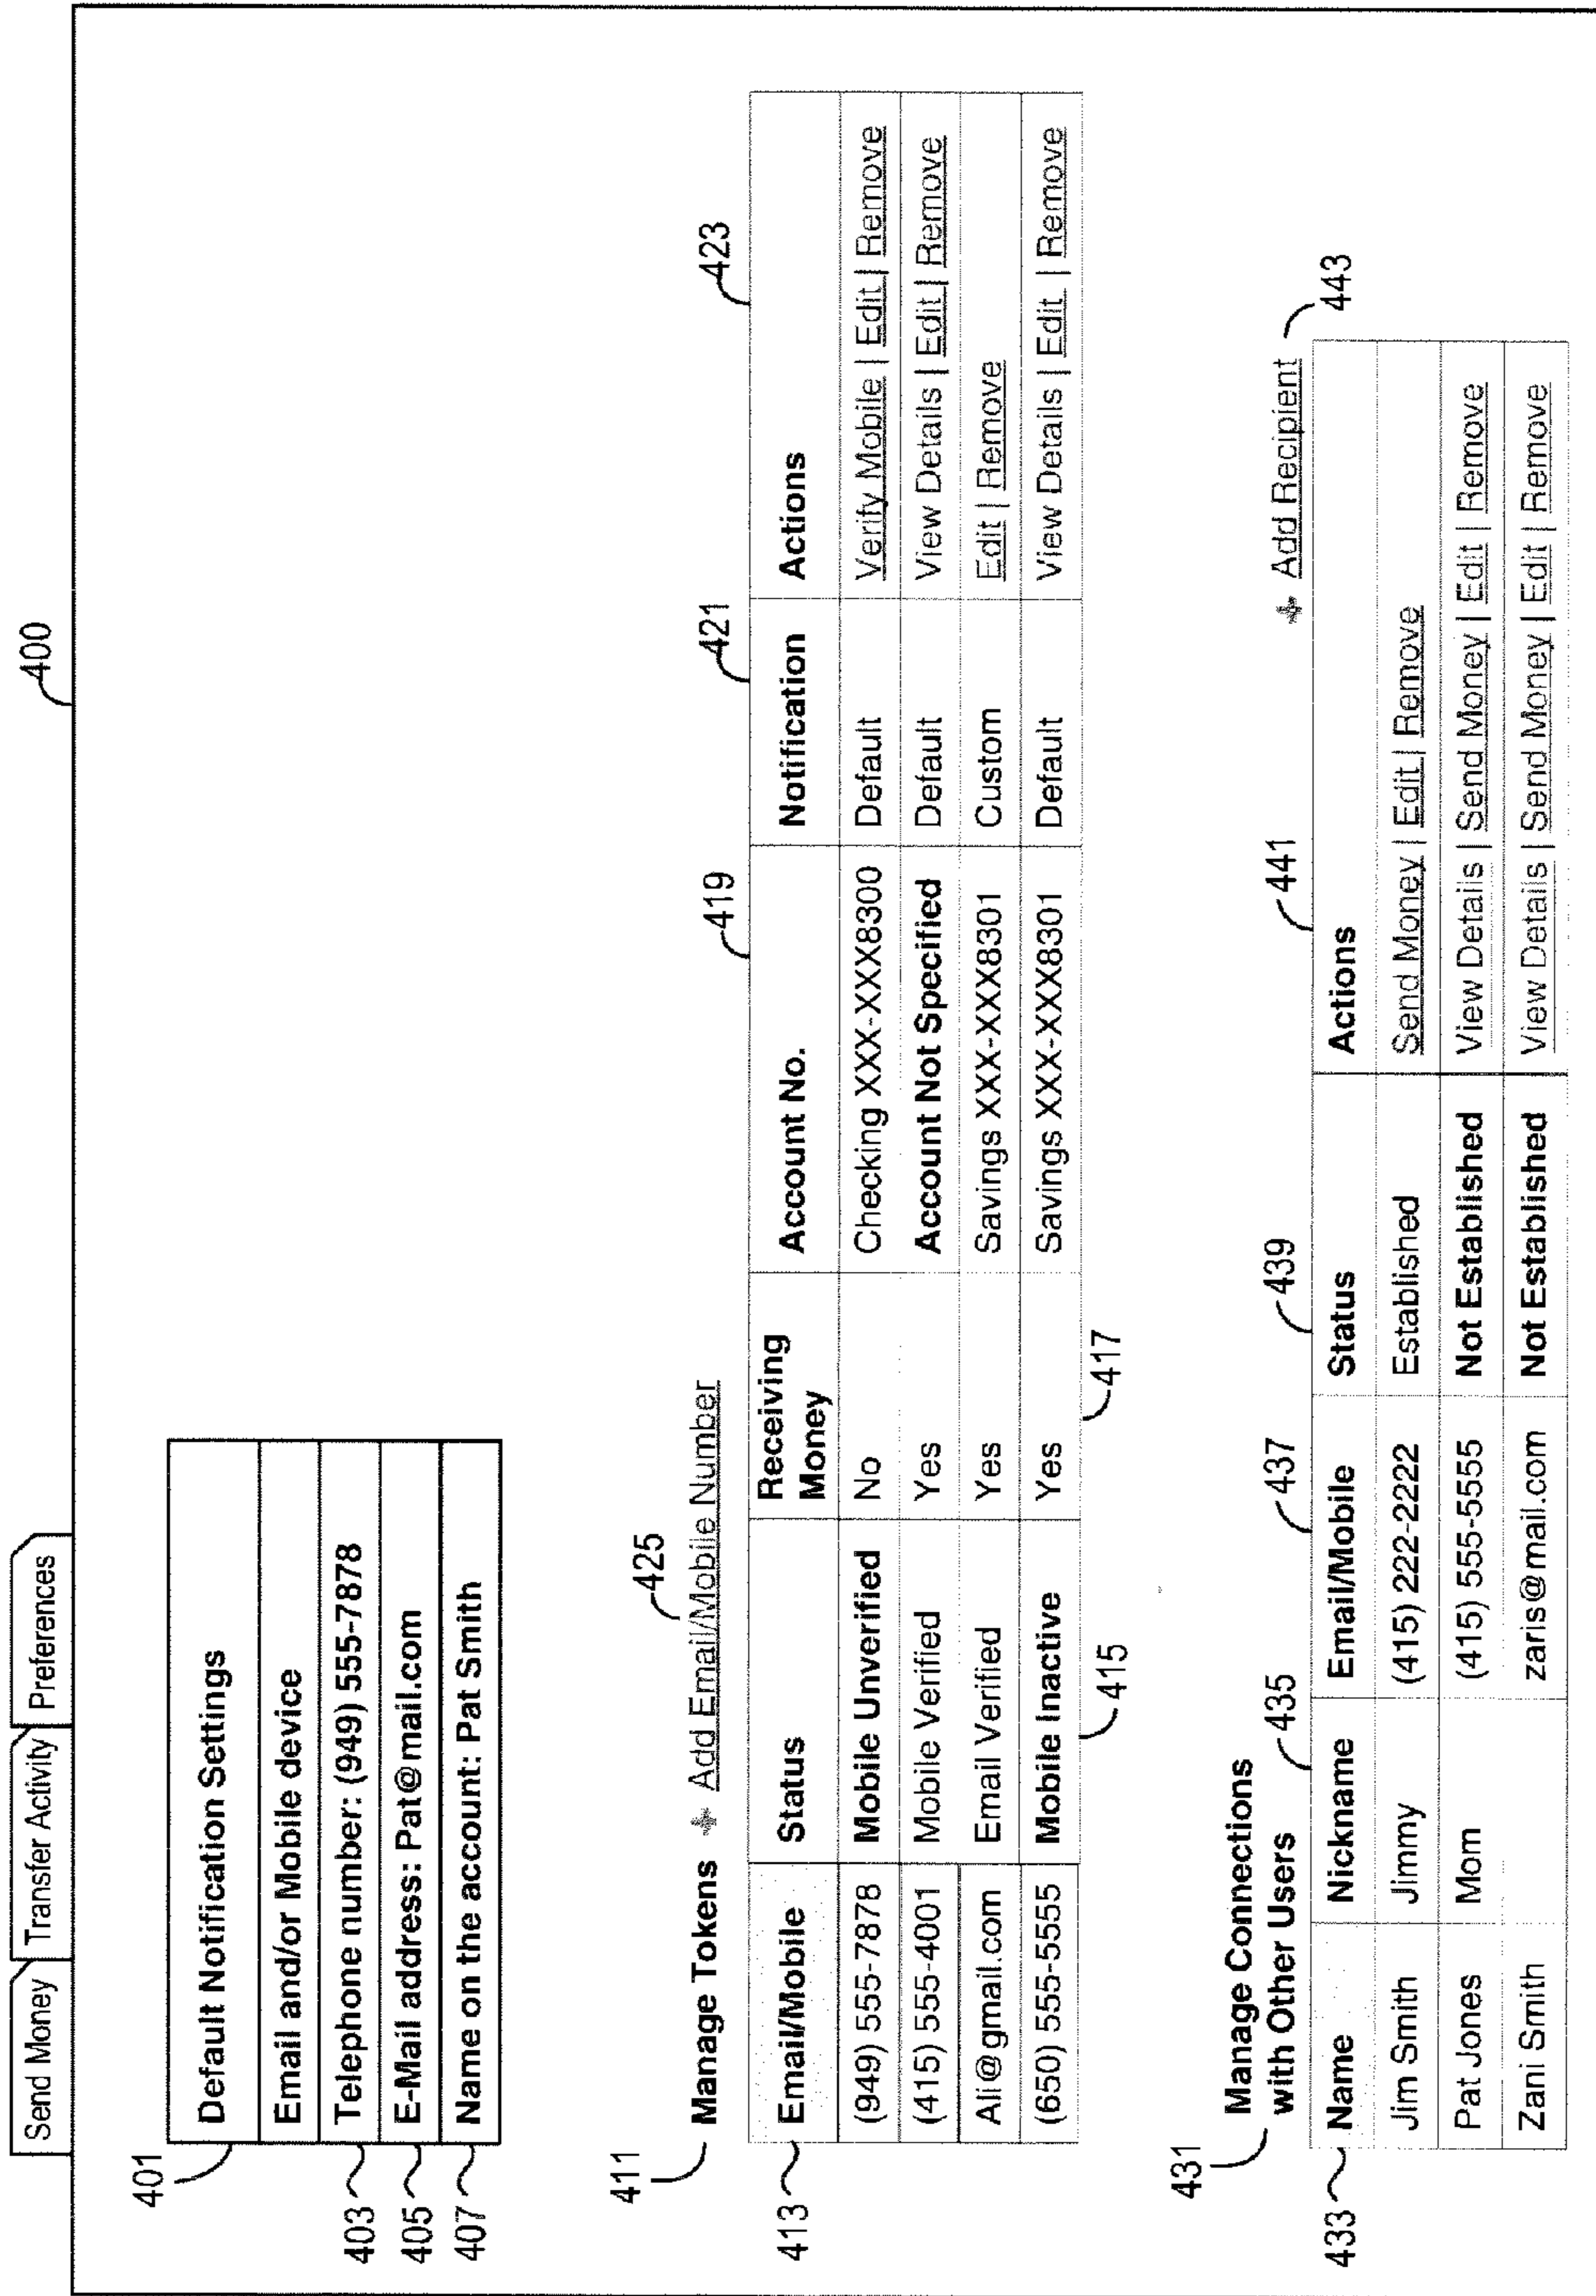 400
Send Money Transfer Activity Preferences
401
Default Notification Settings
Email and/or Mobile device
403 Telephone number: (949) 555-7878
405 E-Mail address: Pat@mail.com
407 Name on the account: Pat Smith
411 Manage Tokens Add Email/Mobile Number 425
419 421 423
413 Email/Mobile Status Receiving Money Account No. Notification Actions
(949) 555-7878 Mobile Unverified No Checking XXX-XXX8300 Default Verify Mobile | Edit | Remove
(415) 555-4001 Mobile Verified Yes Account Not Specified Default View Details | Edit | Remove
Ali@gmail.com Email Verified Yes Savings XXX-XXX8301 Custom Edit | Remove
(650) 555-5555 Mobile Inactive Yes Savings XXX-XXX8301 Default View Details | Edit | Remove
415 417
431 Manage Connections
with Other Users
435 437 439 441 Add Recipient 443
433 Name Nickname Email/Mobile Status Actions
Jim Smith Jimmy (415) 222-2222 Established Send Money | Edit | Remove
Pat Jones Mom (415) 555-5555 Not Established View Details | Send Money | Edit | Remove
Zani Smith zaris@mail.com Not Established View Details | Send Money | Edit | Remove